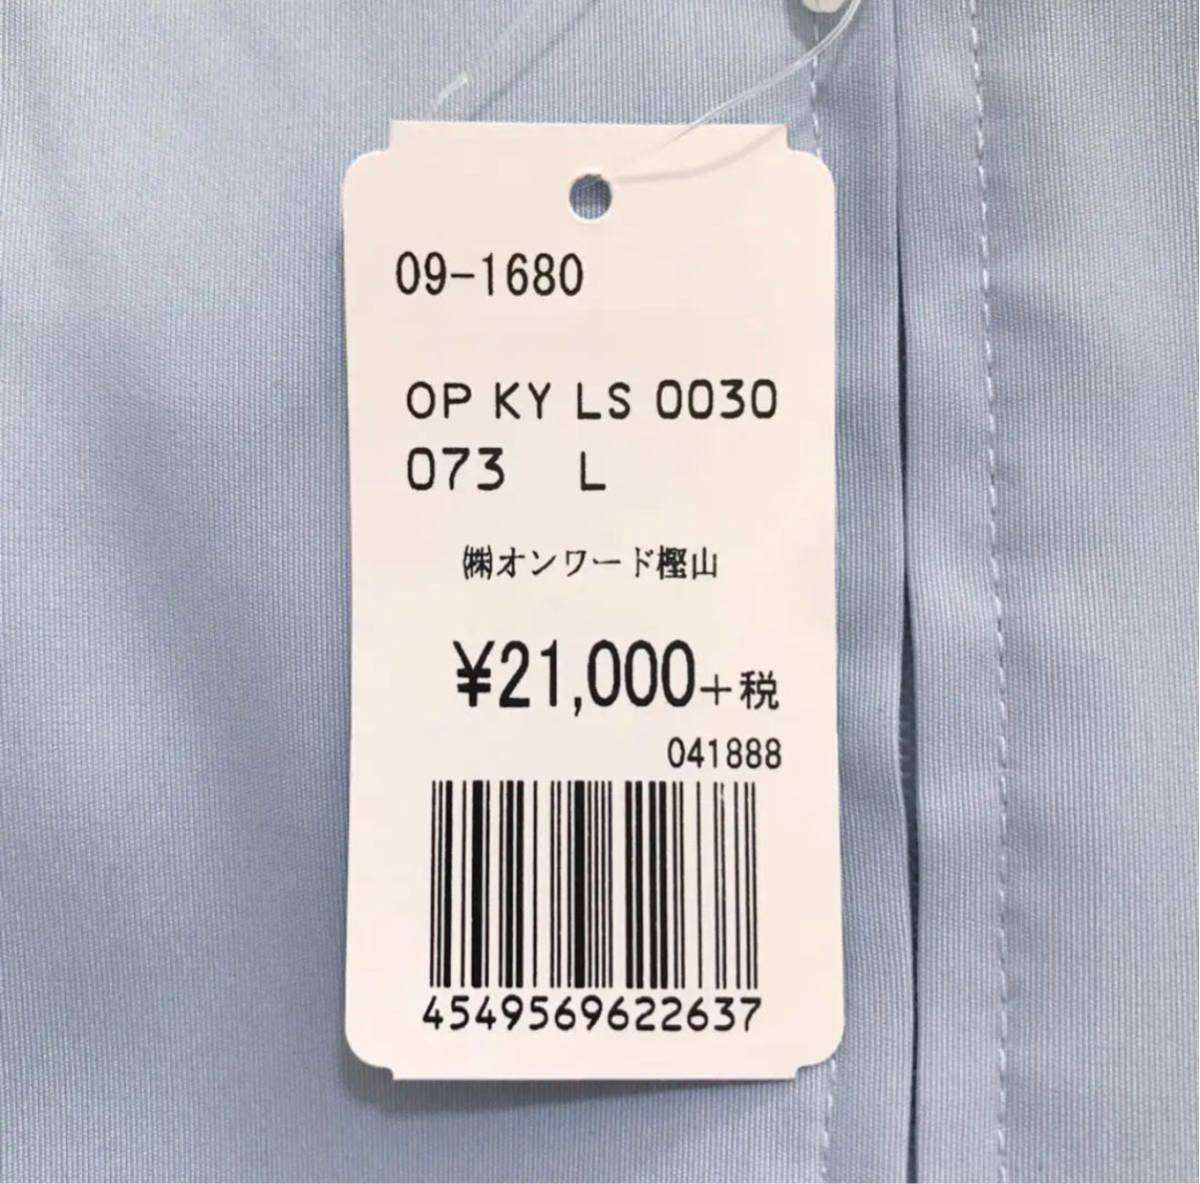 09-1680
OP KY LS 0030
073 L
㈱オンワード樫山
¥21,000+税
041888
4549569622637